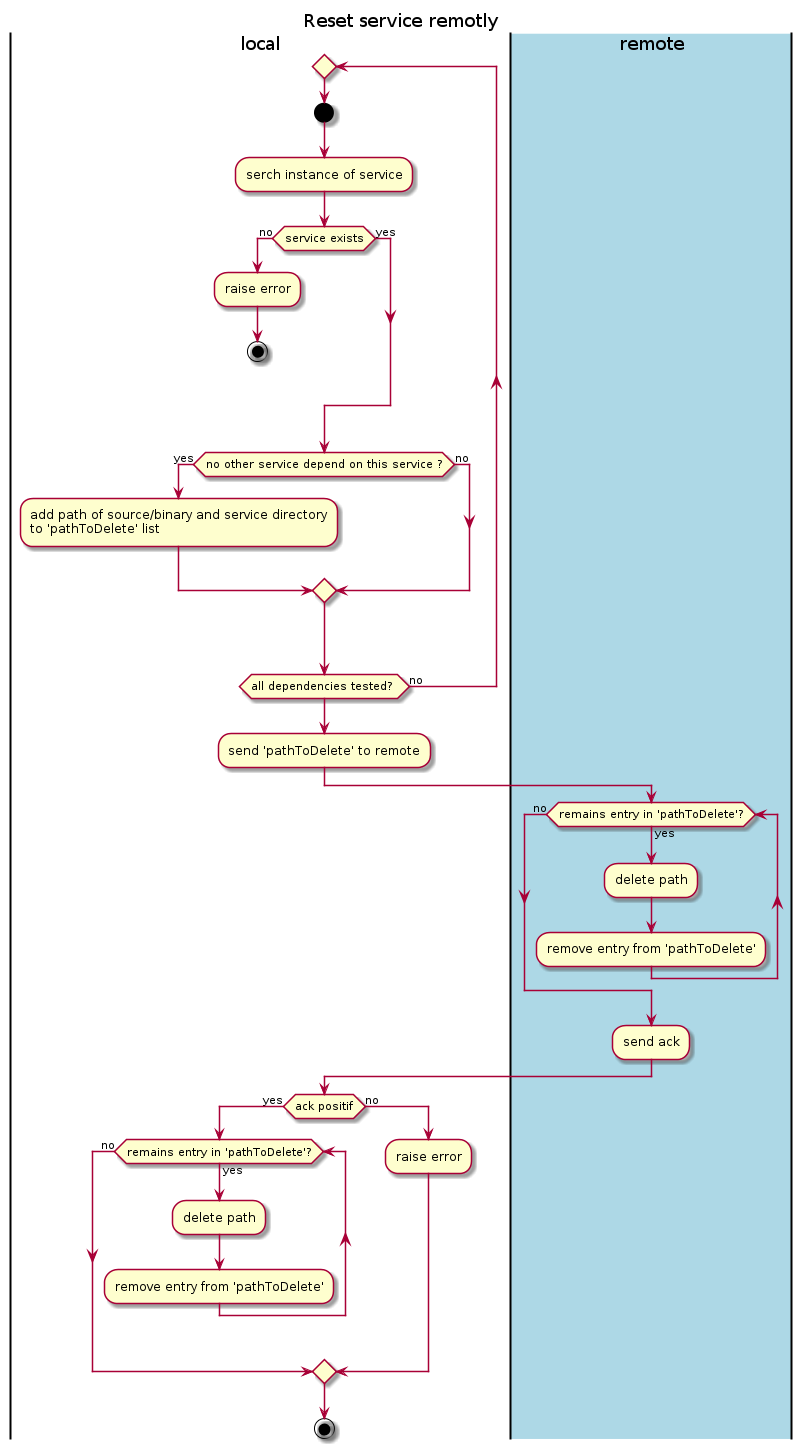 Reset service remotly
local
remote
serch instance of service
no
service exists
yes
raise error
yes
no other service depend on this service ?
no
add path of source/binary and service directory
to 'pathToDelete' list
all dependencies tested?
no
send 'pathToDelete' to remote
no
remains entry in 'pathToDelete'?
yes
delete path
remove entry from 'pathToDelete'
send ack
yes
ack positif
no
no
remains entry in 'pathToDelete'?
raise error
yes
delete path
remove entry from 'pathToDelete'